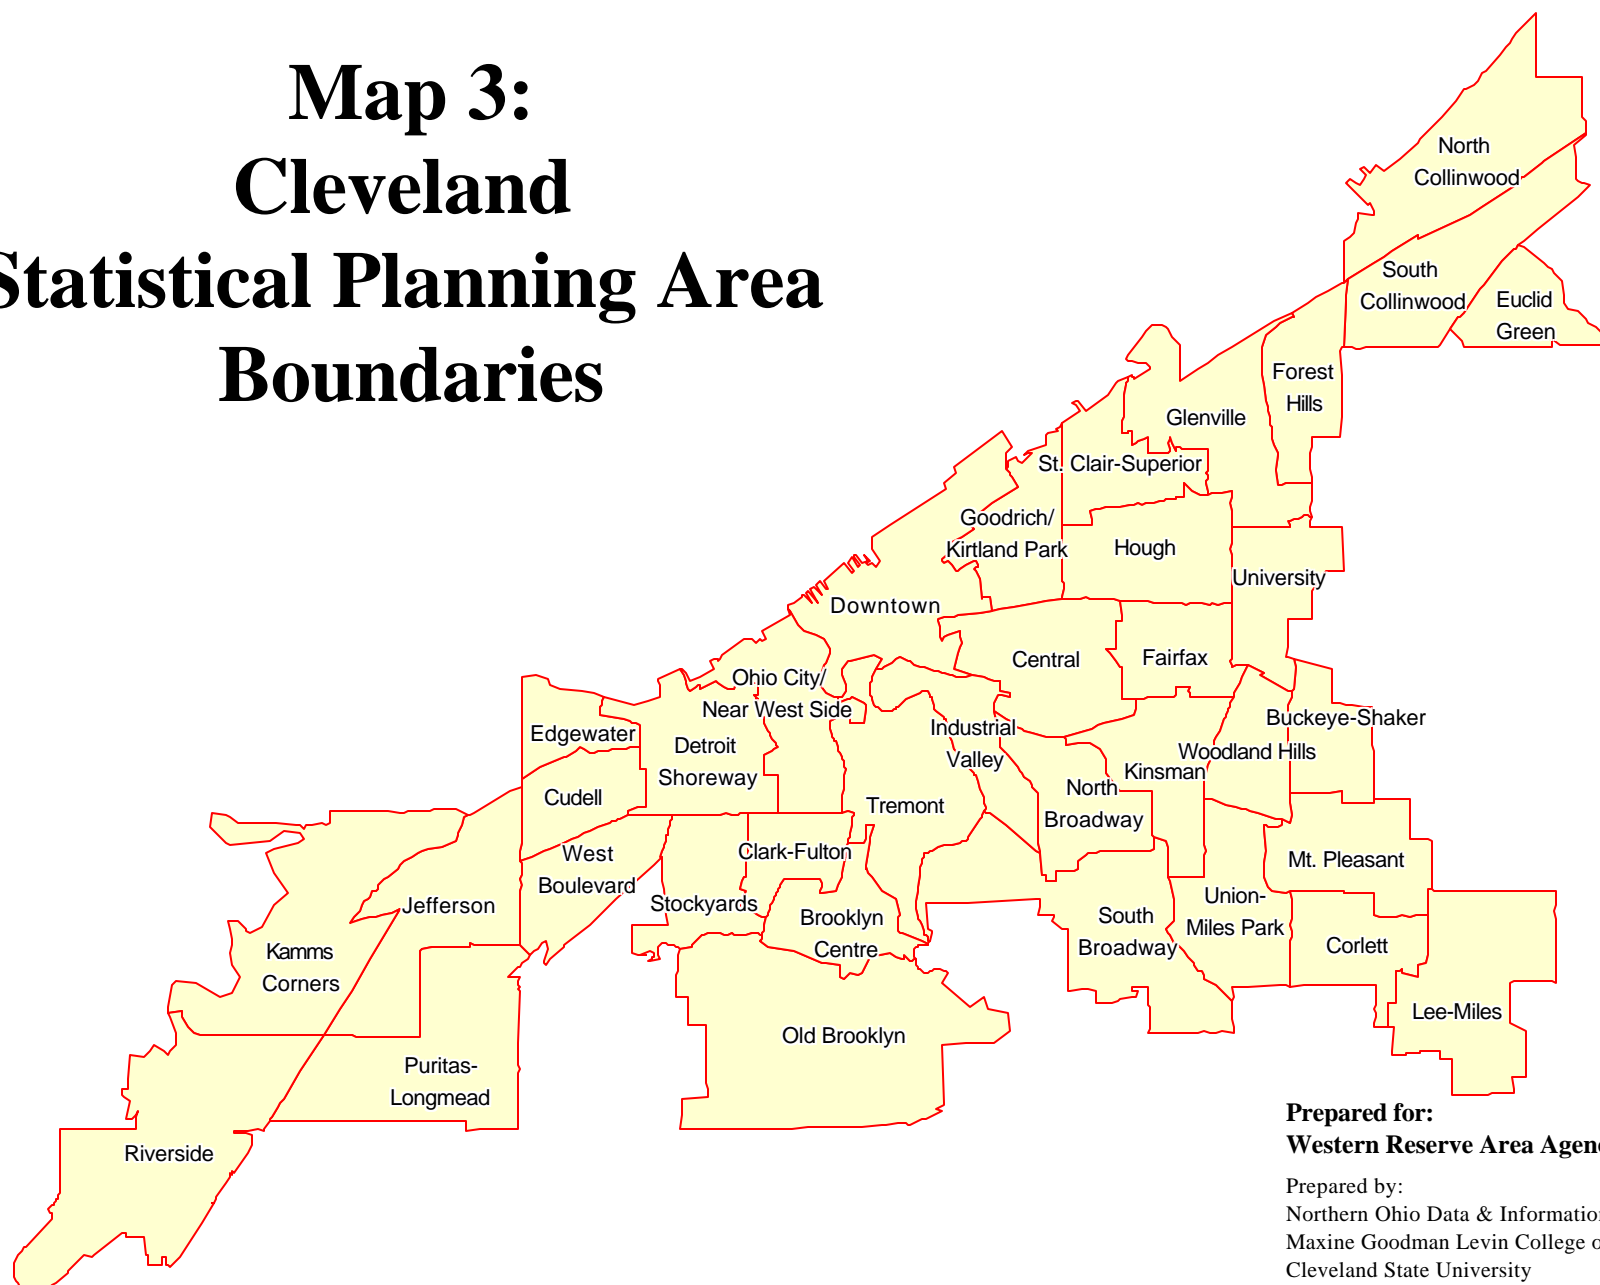 Map 3:
Cleveland
Statistical Planning Area
Boundaries
North
Collinwood
South
Collinwood
Euclid
Green
Forest
Hills
Glenville
St. Clair-Superior
Goodrich/
Kirtland Park
Hough
University
Downtown
Central
Fairfax
Ohio City/
Near West Side
Buckeye-Shaker
Edgewater
Detroit
Shoreway
Industrial
Valley
Woodland Hills
Kinsman
Cudell
Tremont
North
Broadway
West
Boulevard
Clark-Fulton
Mt. Pleasant
Stockyards
Jefferson
Brooklyn
Centre
Union-
Miles Park
South
Broadway
Corlett
Kamms
Corners
Lee-Miles
Old Brooklyn
Puritas-
Longmead
Riverside
Prepared for:
Western Reserve Area Agen
Prepared by:
Northern Ohio Data & Information
Maxine Goodman Levin College o
Cleveland State University